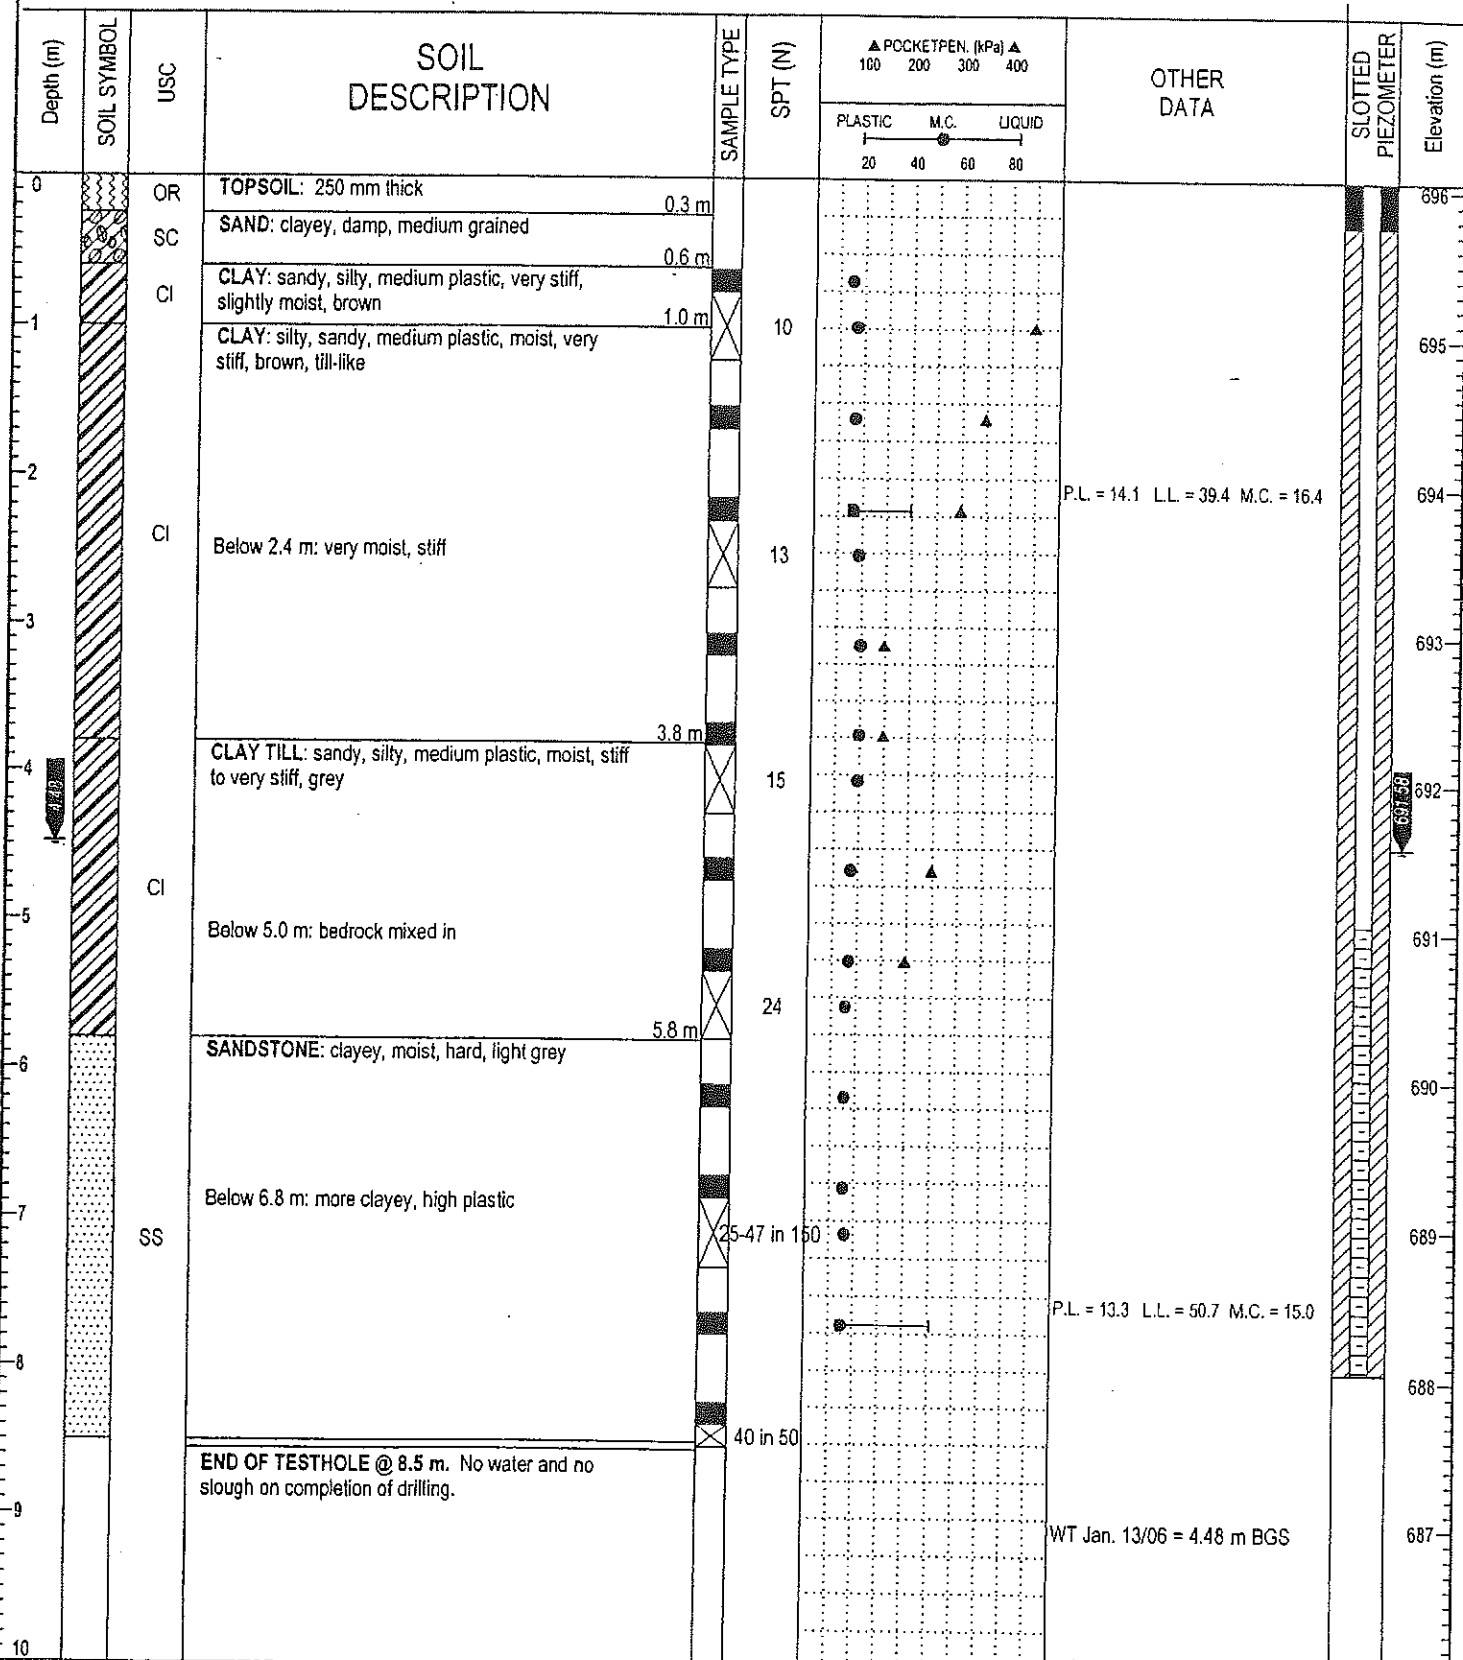 Depth (m)
SOIL SYMBOL
USC
SOIL
DESCRIPTION
SAMPLE TYPE
SPT (N)
▲ POCKET PEN. (kPa) ▲
100 200 300 400
PLASTIC M.C. LIQUID
20 40 60 80
OTHER
DATA
SLOTTED
PIEZOMETER
Elevation (m)
0
OR
TOPSOIL: 250 mm thick
0.3 m
696
SC
SAND: clayey, damp, medium grained
0.6 m
CI
CLAY: sandy, silty, medium plastic, very stiff,
slightly moist, brown
1.0 m
1
10
CLAY: silty, sandy, medium plastic, moist, very
stiff, brown, till-like
695
2
P.L. = 14.1 L.L. = 39.4 M.C. = 16.4
694
CI
Below 2.4 m: very moist, stiff
13
3
693
3.8 m
CLAY TILL: sandy, silty, medium plastic, moist, stiff
to very stiff, grey
4
15
692
4.48
691.58
CI
5
Below 5.0 m: bedrock mixed in
691
24
5.8 m
SANDSTONE: clayey, moist, hard, light grey
6
690
Below 6.8 m: more clayey, high plastic
7
SS
25-47 in 150
689
P.L. = 13.3 L.L. = 50.7 M.C. = 15.0
8
688
40 in 50
END OF TESTHOLE @ 8.5 m. No water and no
slough on completion of drilling.
9
WT Jan. 13/06 = 4.48 m BGS
687
10